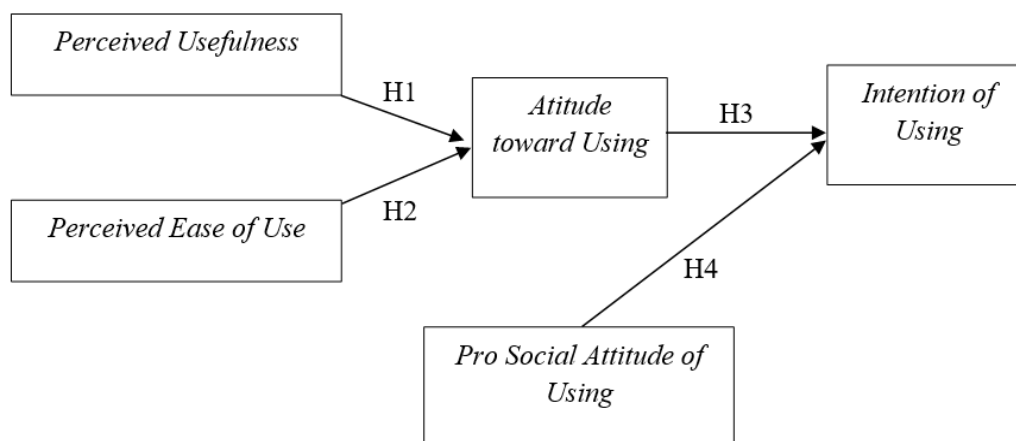 Perceived Usefulness
H1
Atitude
toward Using
H3
Intention of
Using
Perceived Ease of Use
H2
H4
Pro Social Attitude of
Using